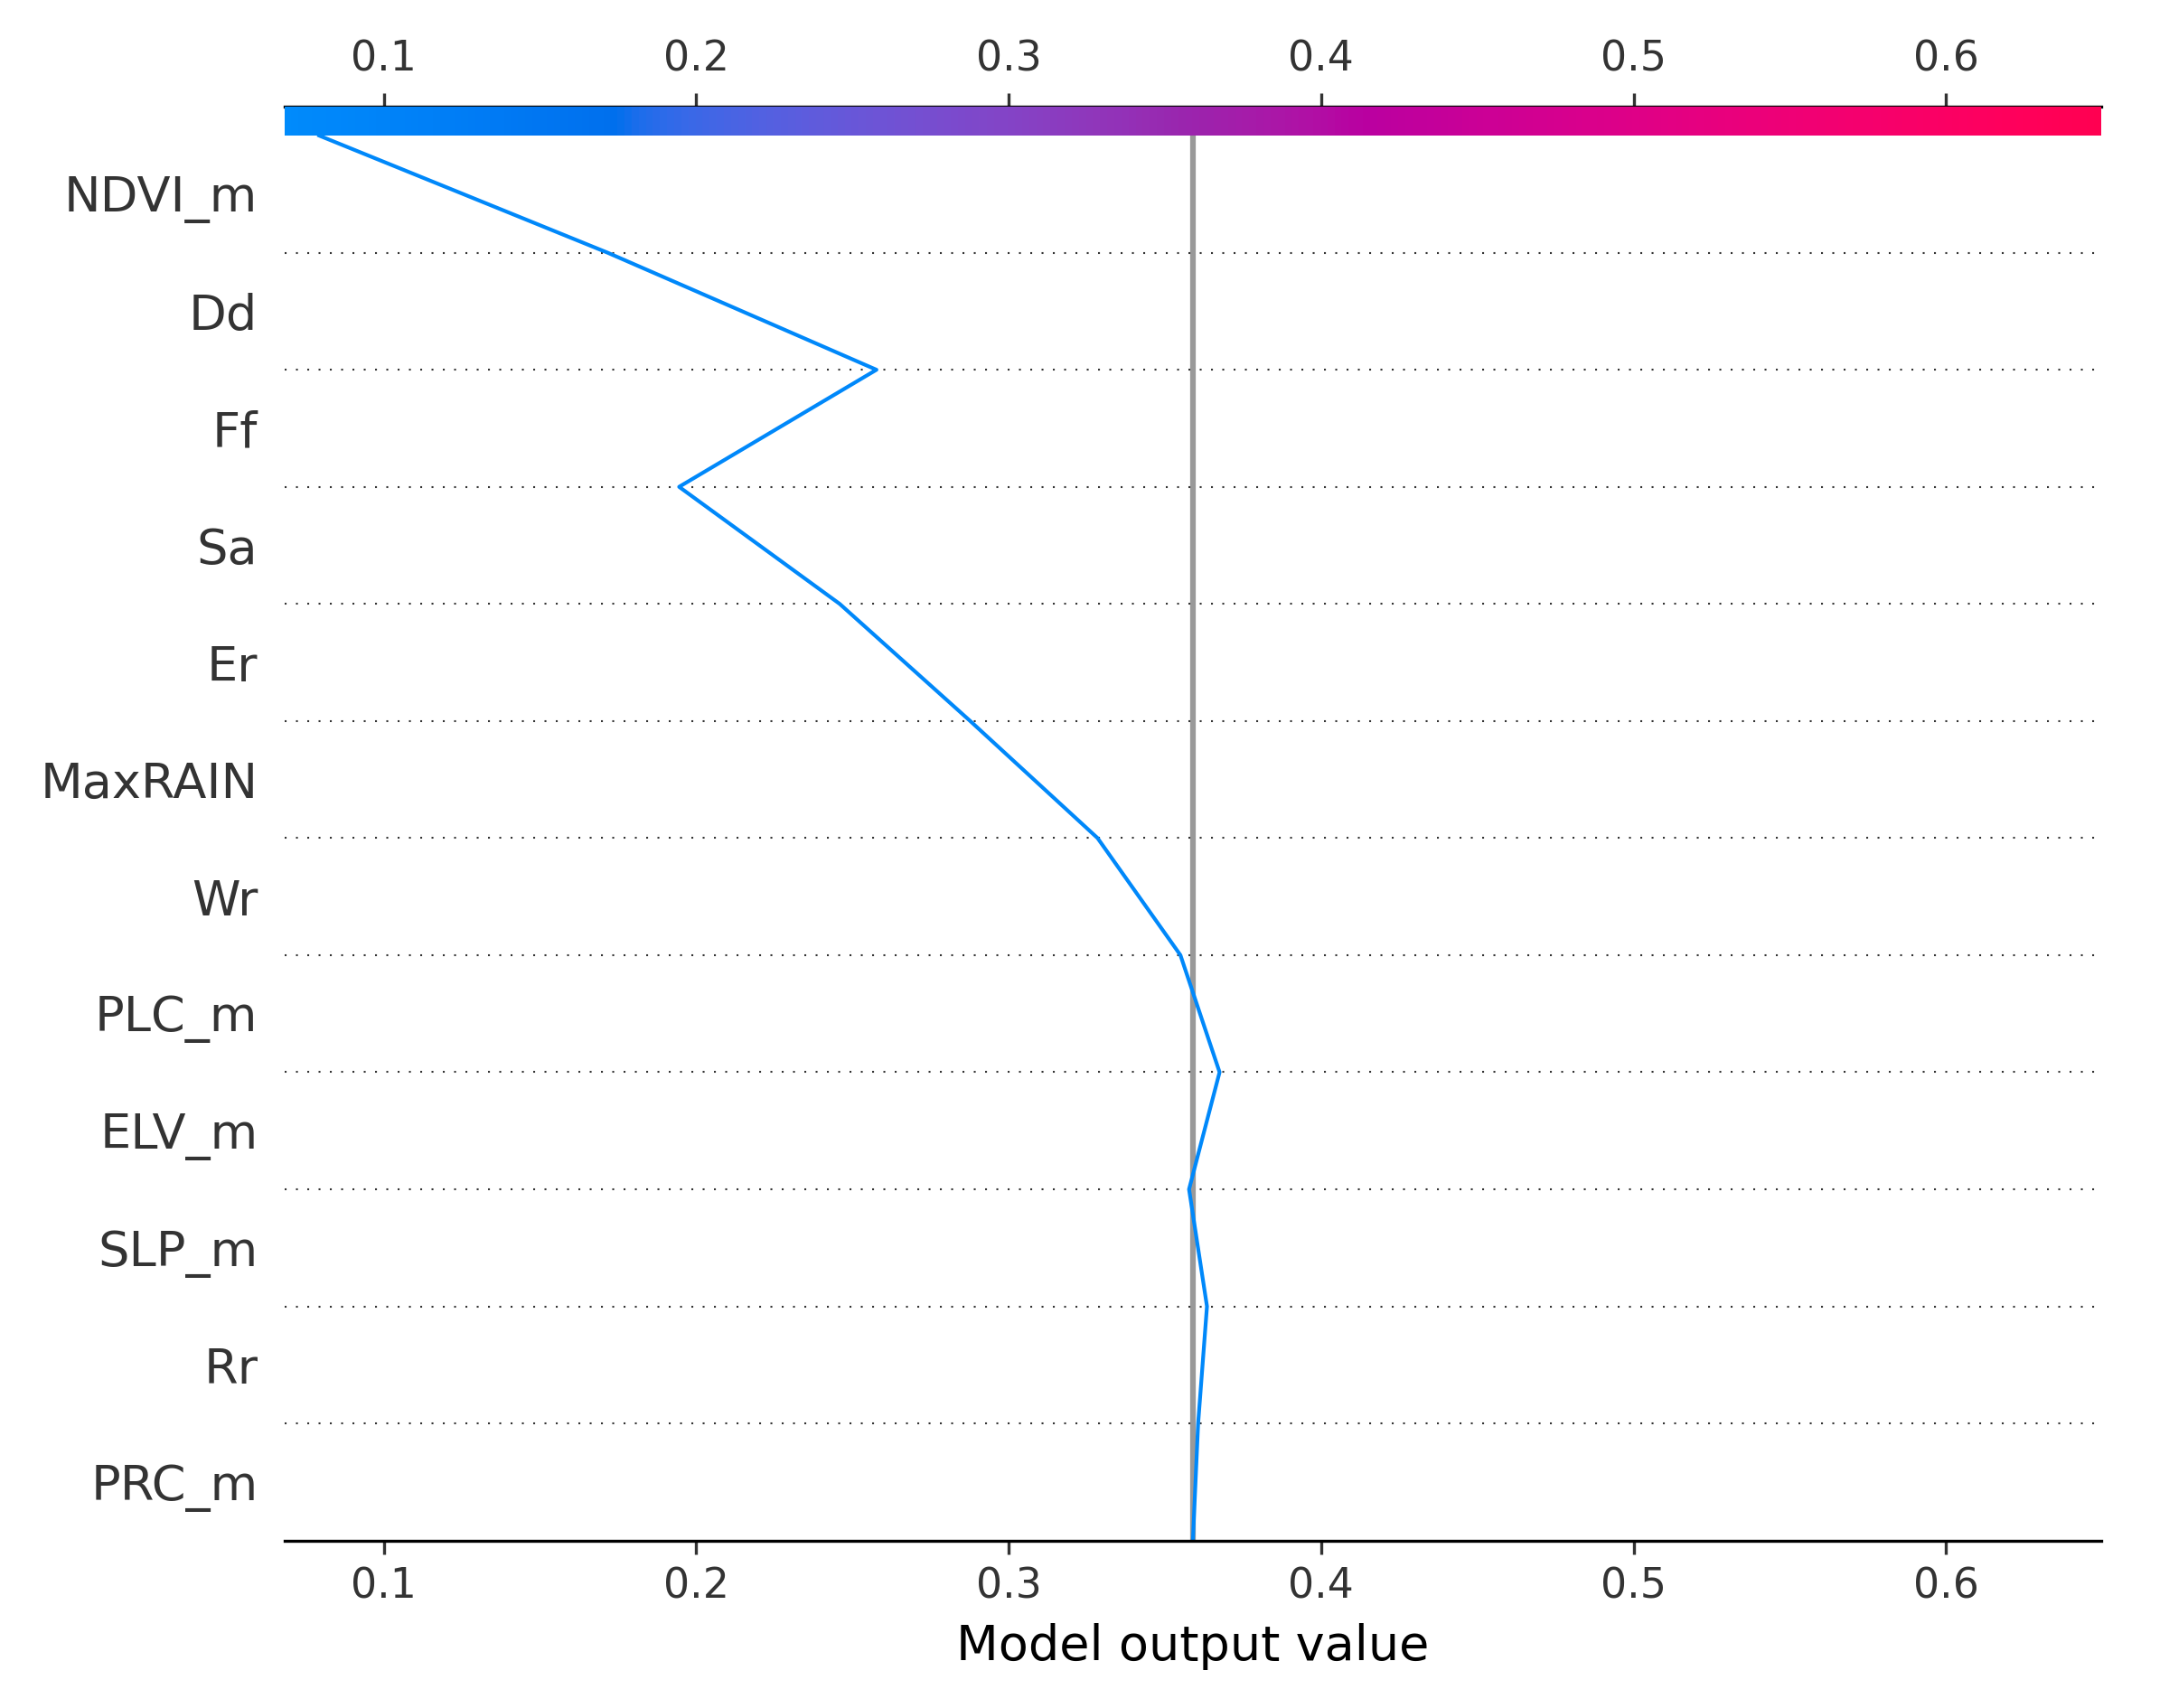 0.1 0.2 0.3 0.4 0.5 0.6
NDVI_m
Dd
Ff
Sa
Er
MaxRAIN
Wr
PLC_m
ELV_m
SLP_m
Rr
PRC_m
0.1 0.2 0.3 0.4 0.5 0.6
Model output value